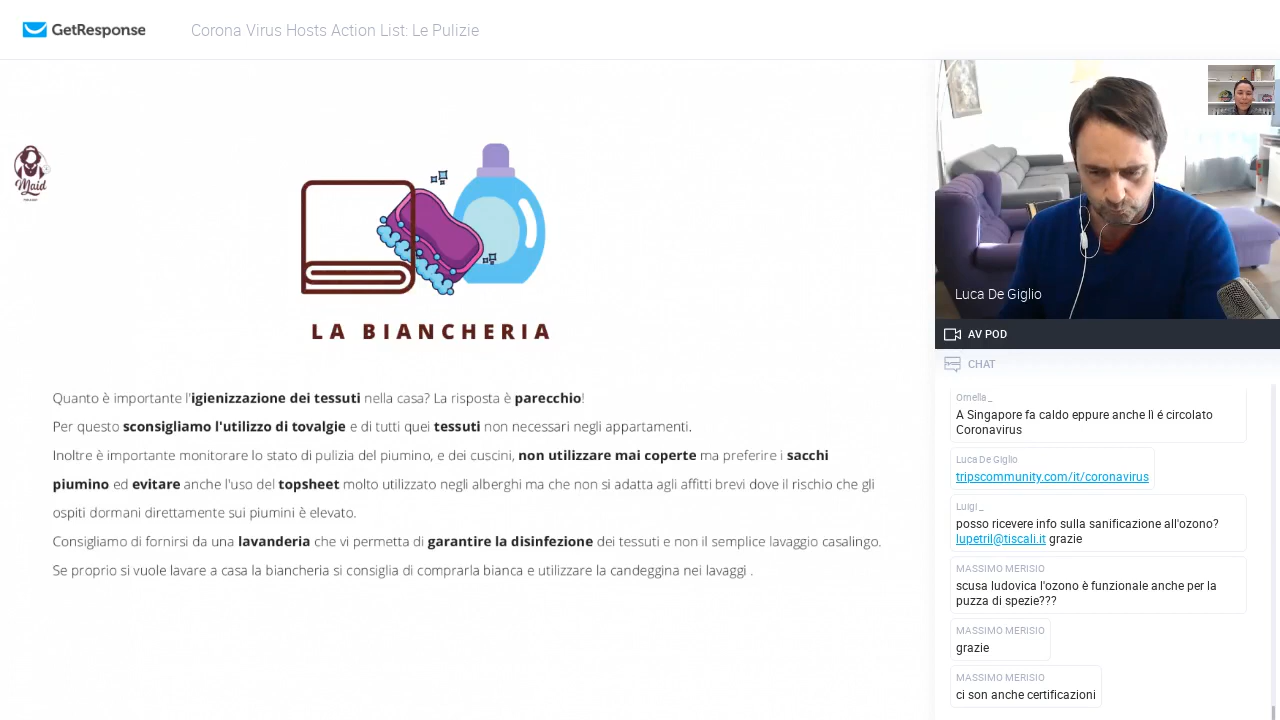 GetResponse
Corona Virus Hosts Action List: Le Pulizie
Maid
LA BIANCHERIA
Quanto è importante l'igienizzazione dei tessuti nella casa? La risposta è parecchio!
Per questo sconsigliamo l'utilizzo di tovalgie e di tutti quei tessuti non necessari negli appartamenti.
Inoltre è importante monitorare lo stato di pulizia del piumino, e dei cuscini, non utilizzare mai coperte ma preferire i sacchi
piumino ed evitare anche l'uso del topsheet molto utilizzato negli alberghi ma che non si adatta agli affitti brevi dove il rischio che gli
ospiti dormani direttamente sui piumini è elevato.
Consigliamo di fornirsi da una lavanderia che vi permetta di garantire la disinfezione dei tessuti e non il semplice lavaggio casalingo.
Se proprio si vuole lavare a casa la biancheria si consiglia di comprarla bianca e utilizzare la candeggina nei lavaggi .
Luca De Giglio
AV POD
CHAT
Ornella _
A Singapore fa caldo eppure anche lì é circolato
Coronavirus
Luca De Giglio
tripscommunity.com/it/coronavirus
Luigi _
posso ricevere info sulla sanificazione all'ozono?
lupetril@tiscali.it grazie
MASSIMO MERISIO
scusa ludovica l'ozono è funzionale anche per la
puzza di spezie???
MASSIMO MERISIO
grazie
MASSIMO MERISIO
ci son anche certificazioni